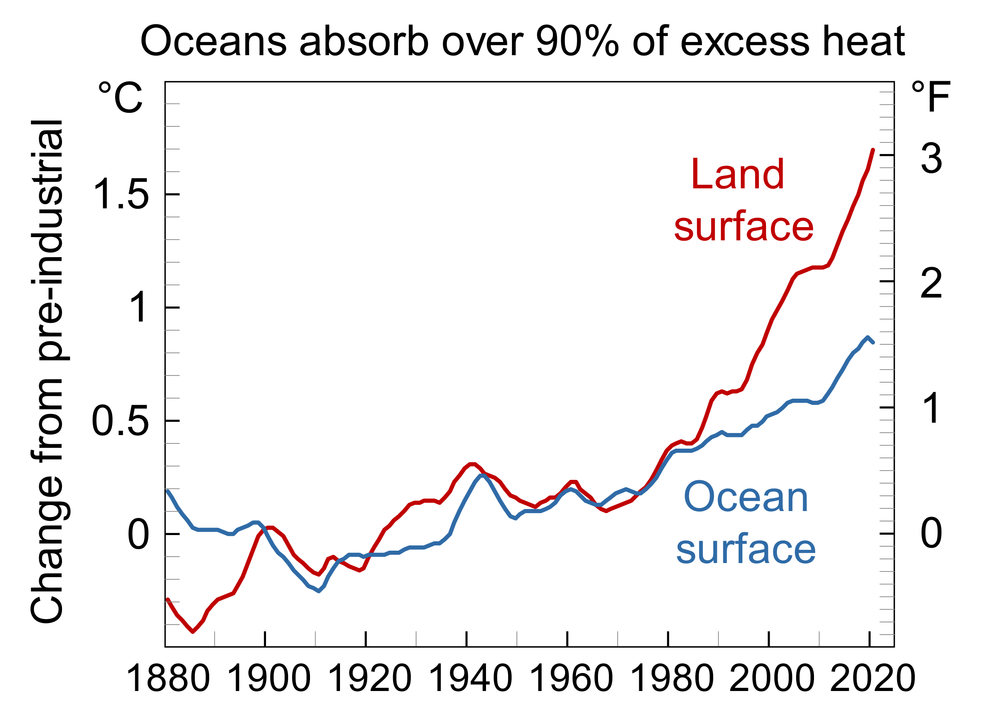 Oceans absorb over 90% of excess heat
°C
°F
Change from pre-industrial
1.5
1
0.5
0
3
2
1
0
Land
surface
Ocean
surface
1880 1900 1920 1940 1960 1980 2000 2020